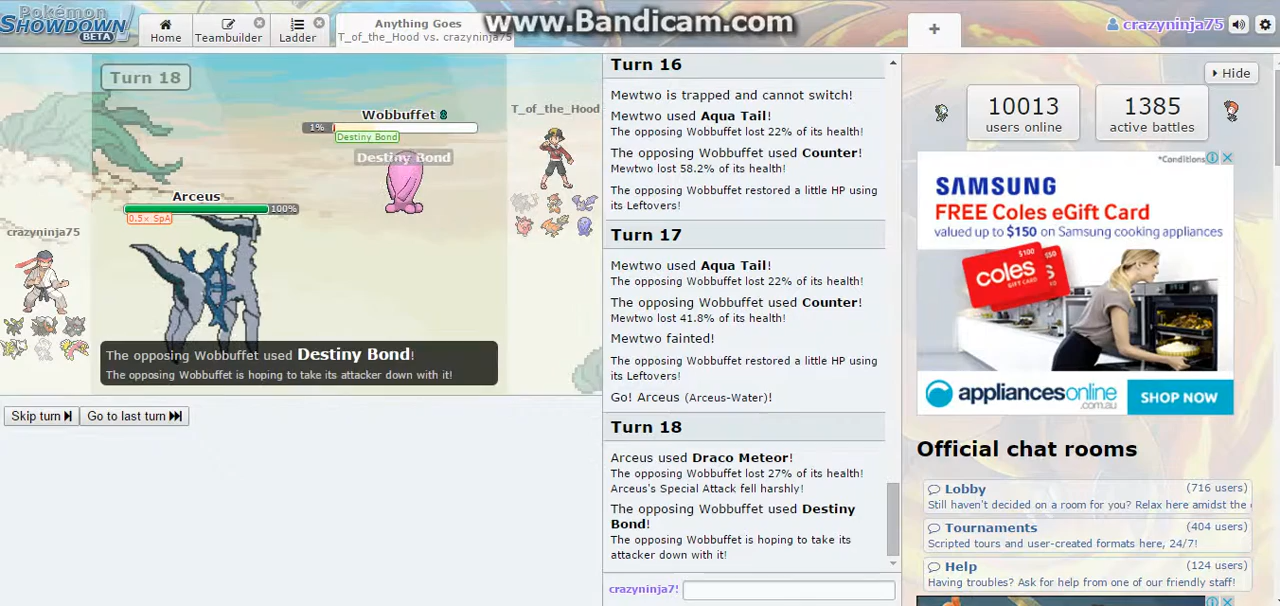 www.Bandicam.com
Pokémon
SHOWDOWN
BETA
Home
Teambuilder
Ladder
Anything Goes
T_of_the_Hood vs. crazyninja75
+
crazyninja75
Turn 18
Wobbuffet
1%
Destiny Bond
Destiny Bond
Arceus
100%
0.5× SpA
crazyninja75
T_of_the_Hood
The opposing Wobbuffet used Destiny Bond!
The opposing Wobbuffet is hoping to take its attacker down with it!
Skip turn
Go to last turn
Turn 16
Mewtwo is trapped and cannot switch!
Mewtwo used Aqua Tail!
The opposing Wobbuffet lost 22% of its health!
The opposing Wobbuffet used Counter!
Mewtwo lost 58.2% of its health!
The opposing Wobbuffet restored a little HP using
its Leftovers!
Turn 17
Mewtwo used Aqua Tail!
The opposing Wobbuffet lost 22% of its health!
The opposing Wobbuffet used Counter!
Mewtwo lost 41.8% of its health!
Mewtwo fainted!
The opposing Wobbuffet restored a little HP using
its Leftovers!
Go! Arceus (Arceus-Water)!
Turn 18
Arceus used Draco Meteor!
The opposing Wobbuffet lost 27% of its health!
Arceus's Special Attack fell harshly!
The opposing Wobbuffet used Destiny
Bond!
The opposing Wobbuffet is hoping to take its
attacker down with it!
crazyninja7!
Hide
10013
users online
1385
active battles
*Conditions
SAMSUNG
FREE Coles eGift Card
valued up to $150 on Samsung cooking appliances
$100
coles
GIFT CARD
appliancesonline
.com.au
SHOP NOW
Official chat rooms
Lobby
(716 users)
Still haven't decided on a room for you? Relax here amidst the
Tournaments
(404 users)
Scripted tours and user-created formats here, 24/7!
Help
(124 users)
Having troubles? Ask for help from one of our friendly staff!